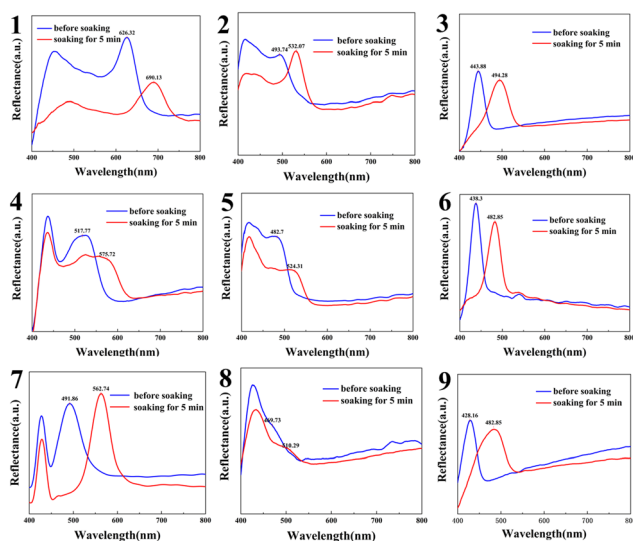 1
before soaking
soaking for 5 min
626.32
690.13
Reflectance(a.u.)
400 500 600 700 800
Wavelength(nm)
2
before soaking
soaking for 5 min
493.74
532.07
Reflectance(a.u.)
400 500 600 700 800
Wavelength(nm)
3
before soaking
soaking for 5 min
443.88
494.28
Reflectance(a.u.)
400 500 600 700 800
Wavelength(nm)
4
before soaking
soaking for 5 min
517.77
575.72
Reflectance(a.u.)
400 500 600 700 800
Wavelength(nm)
5
before soaking
soaking for 5 min
482.7
524.31
Reflectance(a.u.)
400 500 600 700 800
Wavelength(nm)
6
before soaking
soaking for 5 min
438.3
482.85
Reflectance(a.u.)
400 500 600 700 800
Wavelength(nm)
7
before soaking
soaking for 5 min
491.86
562.74
Reflectance(a.u.)
400 500 600 700 800
Wavelength(nm)
8
before soaking
soaking for 5 min
469.73
510.29
Reflectance(a.u.)
400 500 600 700 800
Wavelength(nm)
9
before soaking
soaking for 5 min
428.16
482.85
Reflectance(a.u.)
400 500 600 700 800
Wavelength(nm)